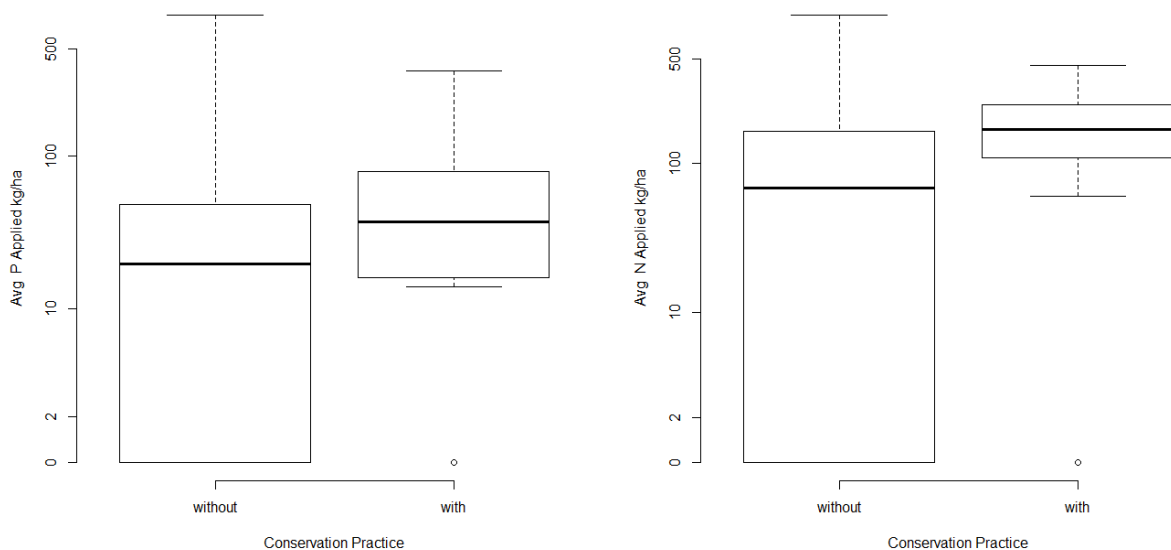 Avg P Applied kg/ha
500
100
10
2
0
without
with
Conservation Practice
Avg N Applied kg/ha
500
100
10
2
0
without
with
Conservation Practice